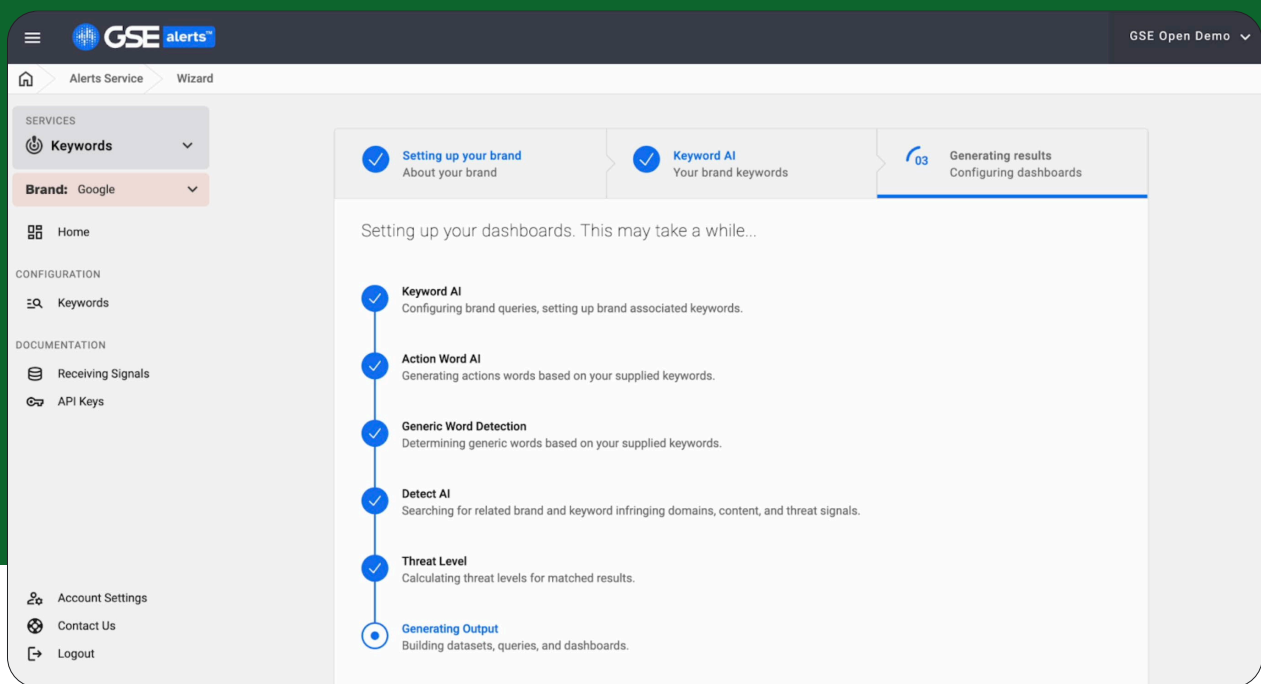 GSE alerts™
GSE Open Demo
Alerts Service
Wizard
SERVICES
Keywords
Brand: Google
Home
CONFIGURATION
Keywords
DOCUMENTATION
Receiving Signals
API Keys
Account Settings
Contact Us
Logout
Setting up your brand
About your brand
Keyword AI
Your brand keywords
03
Generating results
Configuring dashboards
Setting up your dashboards. This may take a while...
Keyword AI
Configuring brand queries, setting up brand associated keywords.
Action Word AI
Generating actions words based on your supplied keywords.
Generic Word Detection
Determining generic words based on your supplied keywords.
Detect AI
Searching for related brand and keyword infringing domains, content, and threat signals.
Threat Level
Calculating threat levels for matched results.
Generating Output
Building datasets, queries, and dashboards.